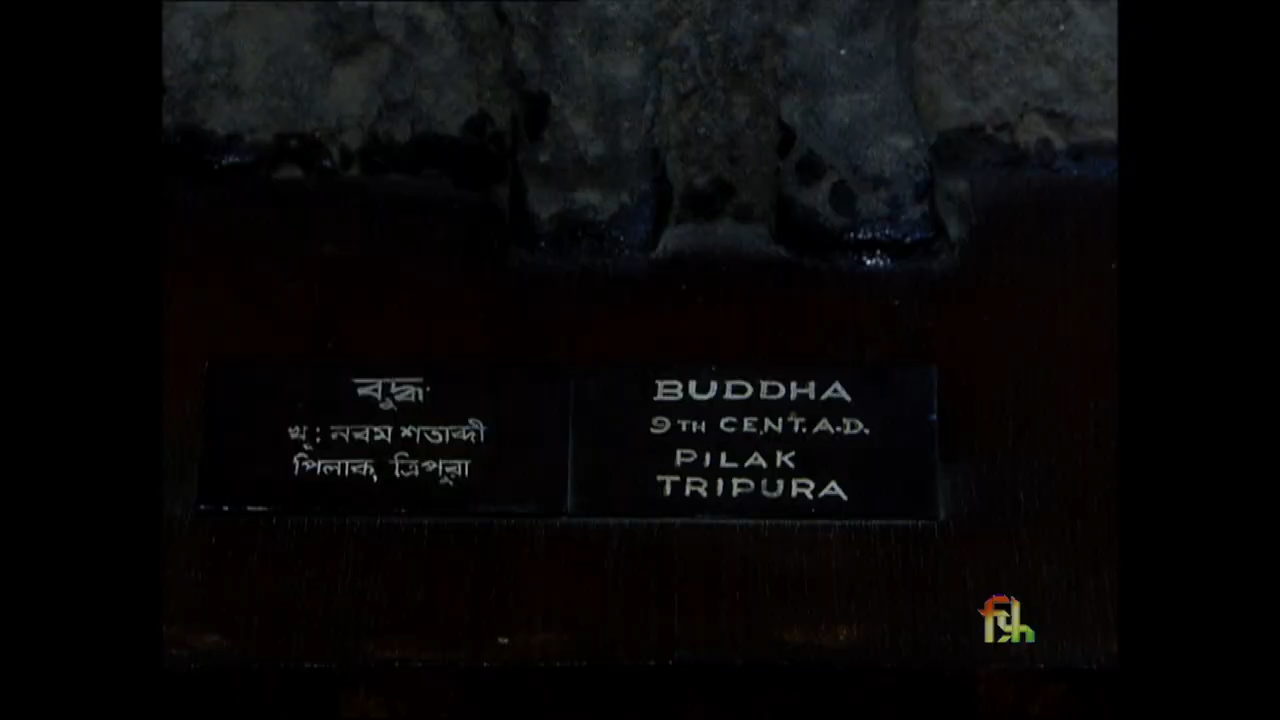 বুদ্ধ
খৃ: নবম শতাব্দী
পিলাক, ত্রিপুরা
BUDDHA
9TH CENT. A.D.
PILAK
TRIPURA